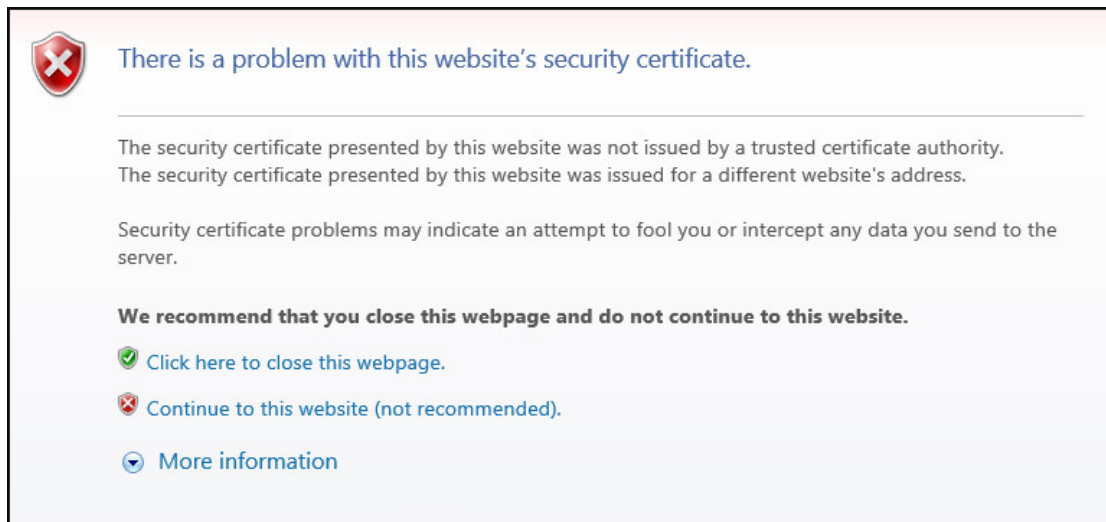 There is a problem with this website's security certificate.
The security certificate presented by this website was not issued by a trusted certificate authority.
The security certificate presented by this website was issued for a different website's address.
Security certificate problems may indicate an attempt to fool you or intercept any data you send to the
server.
We recommend that you close this webpage and do not continue to this website.
Click here to close this webpage.
Continue to this website (not recommended).
More information